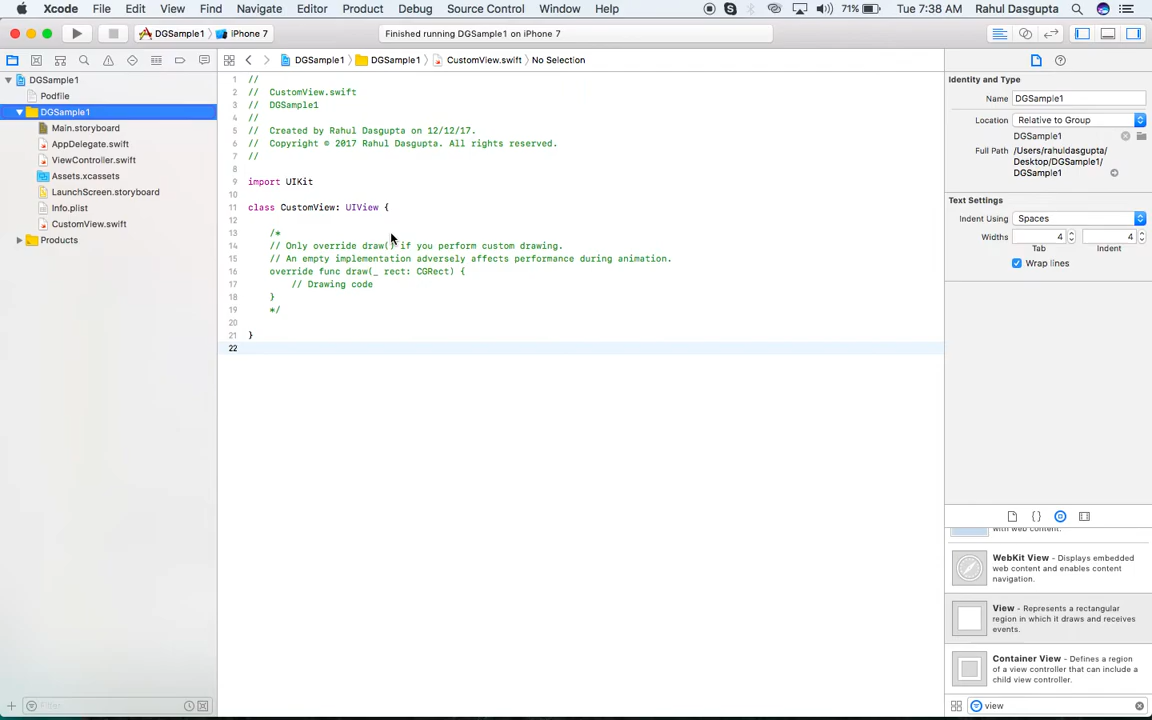 Xcode File Edit View Find Navigate Editor Product Debug Source Control Window Help 71% Tue 7:38 AM Rahul Dasgupta
DGSample1 iPhone 7 Finished running DGSample1 on iPhone 7
DGSample1 DGSample1 CustomView.swift No Selection
DGSample1
Podfile
DGSample1
Main.storyboard
AppDelegate.swift
ViewController.swift
Assets.xcassets
LaunchScreen.storyboard
Info.plist
CustomView.swift
Products
Filter
1 //
2 // CustomView.swift
3 // DGSample1
4 //
5 // Created by Rahul Dasgupta on 12/12/17.
6 // Copyright © 2017 Rahul Dasgupta. All rights reserved.
7 //
8
9 import UIKit
10
11 class CustomView: UIView {
12
13 /*
14 // Only override draw() if you perform custom drawing.
15 // An empty implementation adversely affects performance during animation.
16 override func draw(_ rect: CGRect) {
17 // Drawing code
18 }
19 */
20
21 }
22
Identity and Type
Name DGSample1
Location Relative to Group
DGSample1
Full Path /Users/rahuldasgupta/
Desktop/DGSample1/
DGSample1
Text Settings
Indent Using Spaces
Widths 4 4
Tab Indent
Wrap lines
{}
with web content.
WebKit View - Displays embedded
web content and enables content
navigation.
View - Represents a rectangular
region in which it draws and receives
events.
Container View - Defines a region
of a view controller that can include a
child view controller.
view